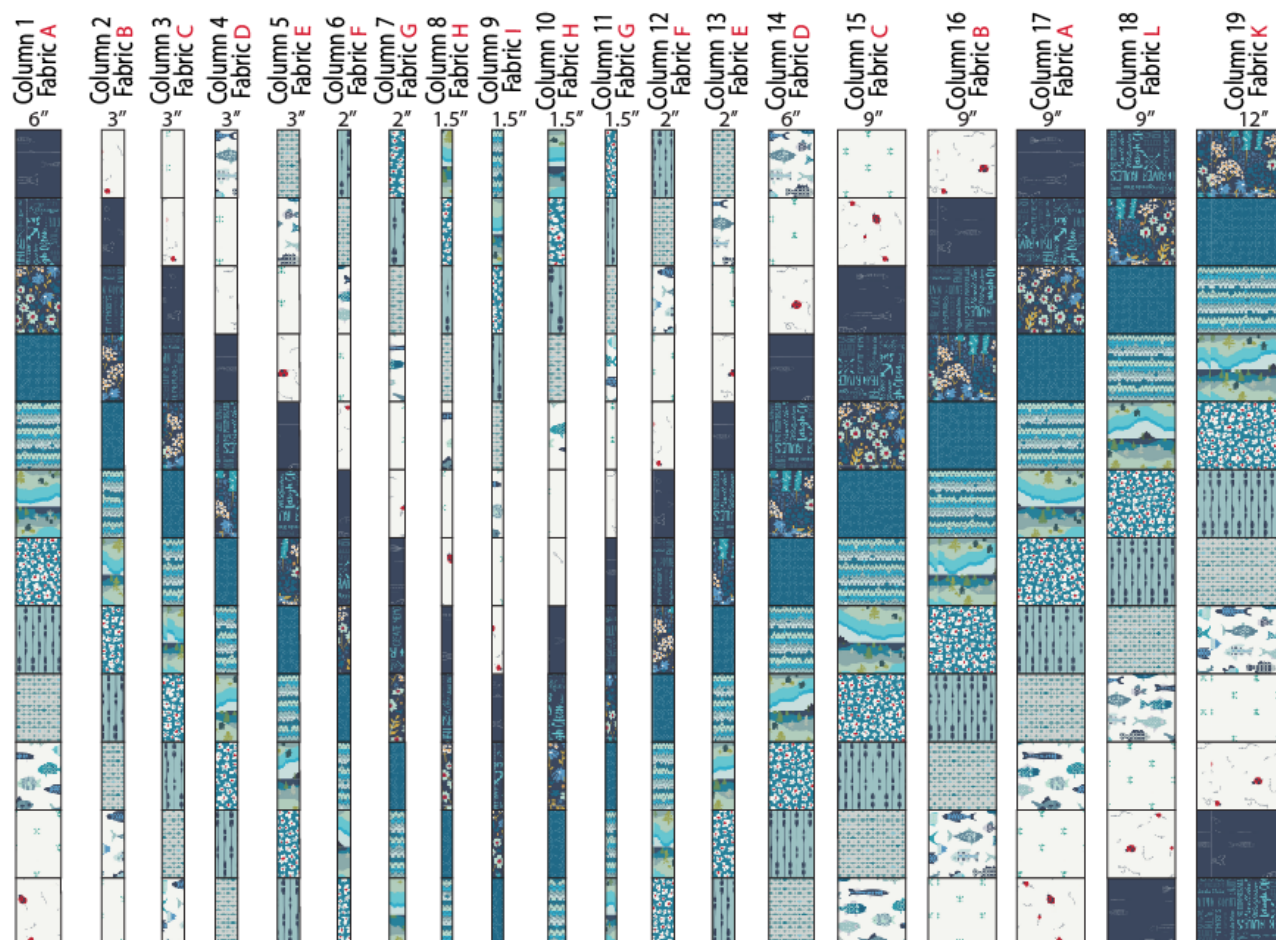 Column 1
Fabric A
6”
Column 2
Fabric B
3”
Column 3
Fabric C
3”
Column 4
Fabric D
3”
Column 5
Fabric E
3”
Column 6
Fabric F
2”
Column 7
Fabric G
2”
Column 8
Fabric H
1.5”
Column 9
Fabric I
1.5”
Column 10
Fabric H
1.5”
Column 11
Fabric G
1.5”
Column 12
Fabric F
2”
Column 13
Fabric E
2”
Column 14
Fabric D
6”
Column 15
Fabric C
9”
Column 16
Fabric B
9”
Column 17
Fabric A
9”
Column 18
Fabric L
9”
Column 19
Fabric K
12”